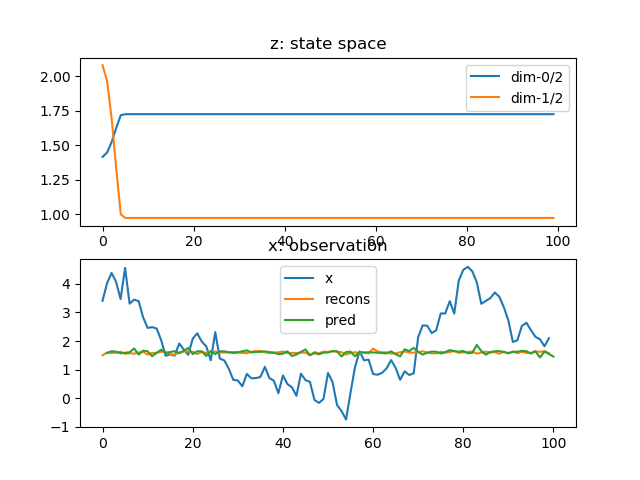 z: state space
2.00
1.75
1.50
1.25
1.00
dim-0/2
dim-1/2
0 20 40 60 80 100
x: observation
4
3
2
1
0
−1
x
recons
pred
0 20 40 60 80 100